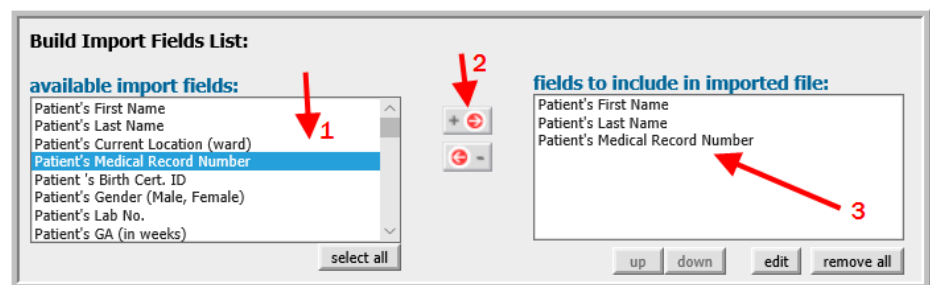 Build Import Fields List:
2
available import fields:
fields to include in imported file:
Patient's First Name
Patient's Last Name
Patient's Current Location (ward)
1
Patient's Medical Record Number
Patient 's Birth Cert. ID
Patient's Gender (Male, Female)
Patient's Lab No.
Patient's GA (in weeks)
select all
+
-
Patient's First Name
Patient's Last Name
Patient's Medical Record Number
3
up down edit remove all